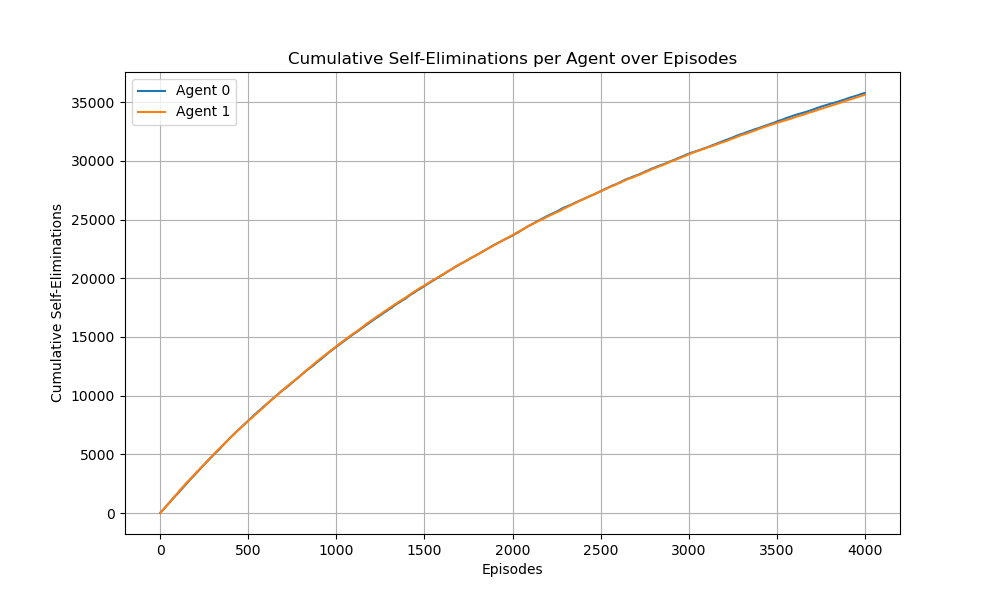 Cumulative Self-Eliminations per Agent over Episodes
Agent 0
Agent 1
Cumulative Self-Eliminations
35000
30000
25000
20000
15000
10000
5000
0
0 500 1000 1500 2000 2500 3000 3500 4000
Episodes